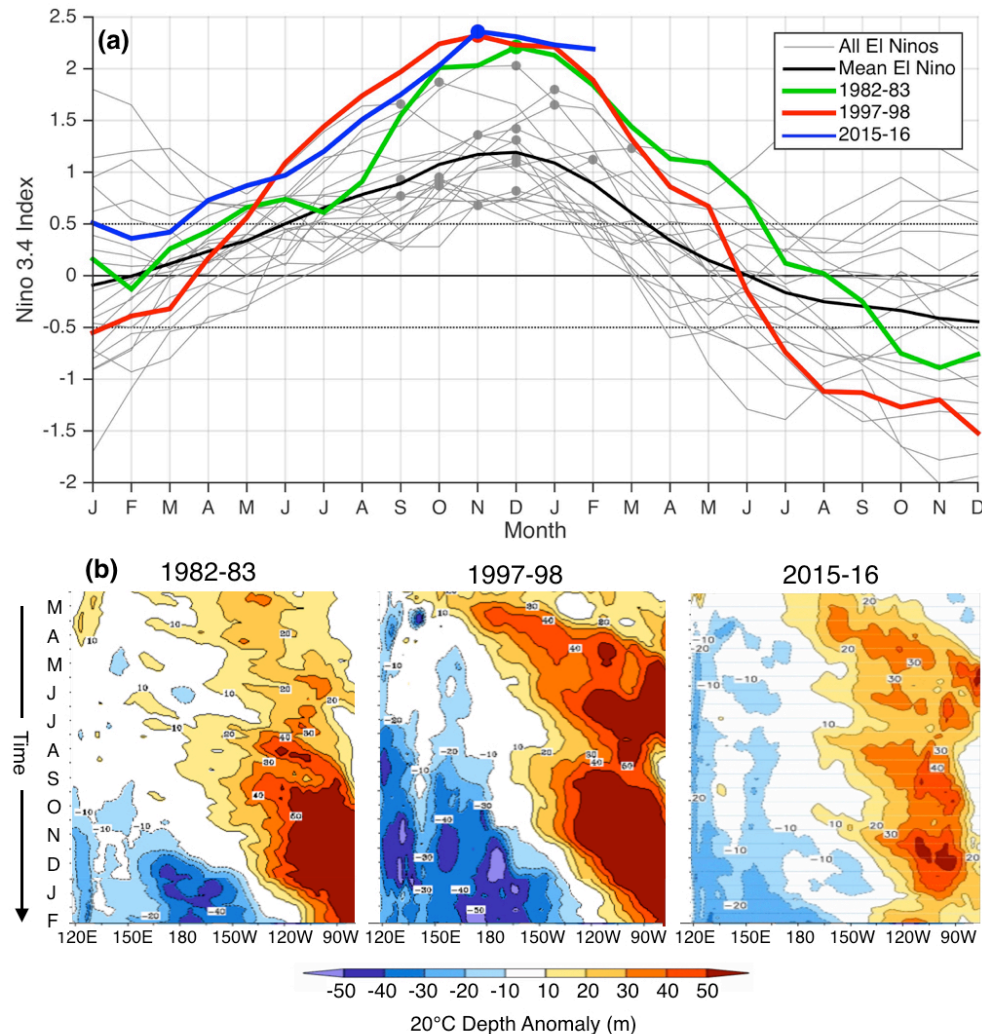 (a)
All El Ninos
Mean El Nino
1982-83
1997-98
2015-16
Nino 3.4 Index
2.5
2
1.5
1
0.5
0
-0.5
-1
-1.5
-2
J F M A M J J A S O N D J F M A M J J A S O N D
Month
(b)
1982-83 1997-98 2015-16
Time
M
A
M
J
J
A
S
O
N
D
J
F
120E 150E 180 150W 120W 90W 120E 150E 180 150W 120W 90W 120E 150E 180 150W 120W 90W
-50 -40 -30 -20 -10 10 20 30 40 50
20°C Depth Anomaly (m)